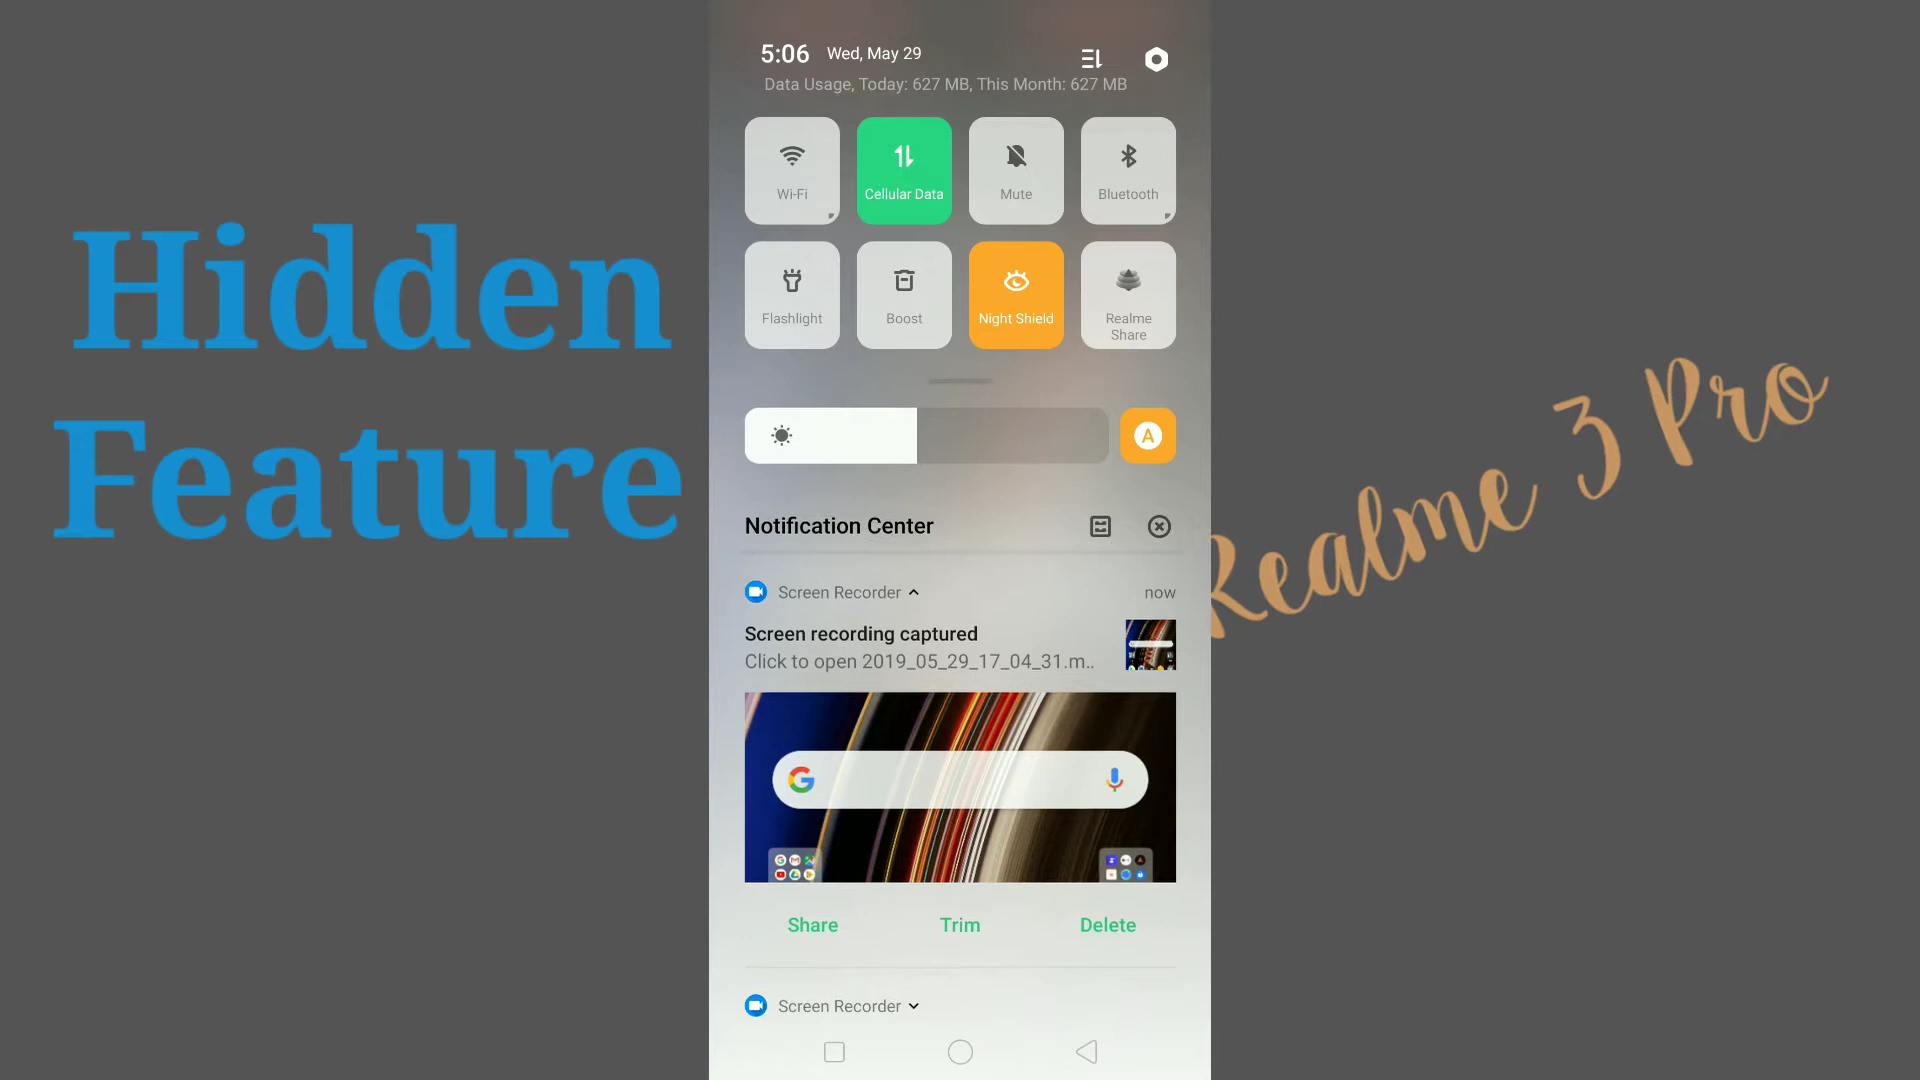 Hidden
Feature
5:06 Wed, May 29
Data Usage, Today: 627 MB, This Month: 627 MB
Wi-Fi
Cellular Data
Mute
Bluetooth
Flashlight
Boost
Night Shield
Realme
Share
A
Notification Center
Screen Recorder
now
Screen recording captured
Click to open 2019_05_29_17_04_31.m..
Share
Trim
Delete
Screen Recorder
Realme 3 Pro